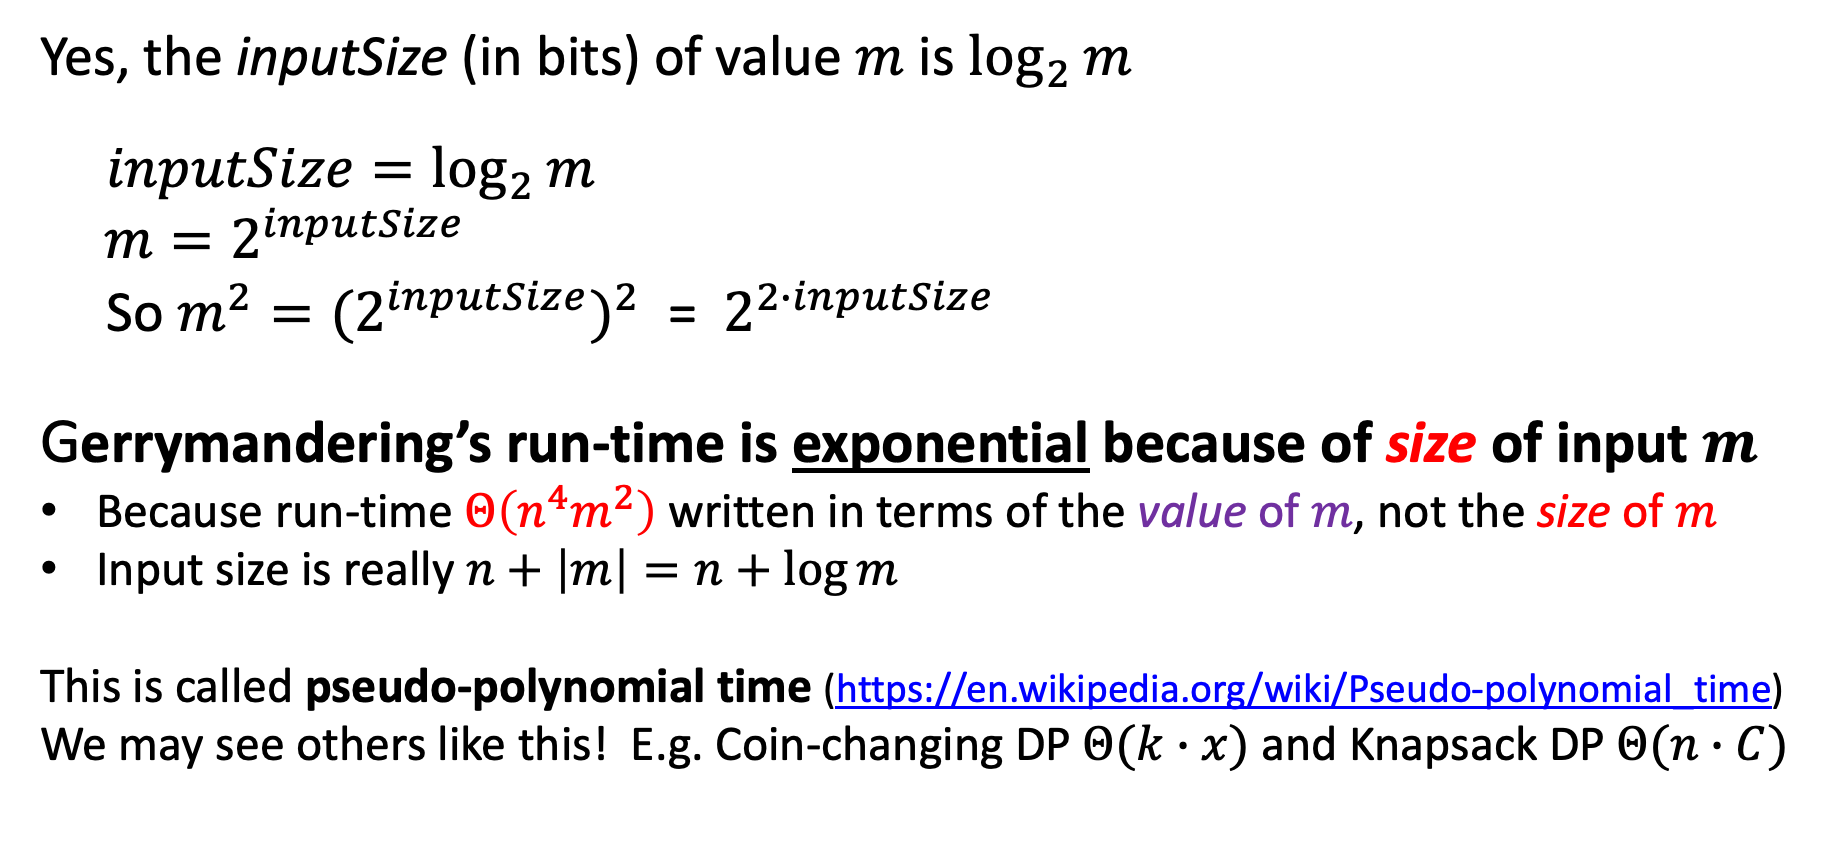 Yes, the inputSize (in bits) of value m is log₂ m
inputSize = log₂ m
m = 2^{inputSize}
So m² = (2^{inputSize})² = 2^{2·inputSize}
Gerrymandering’s run-time is exponential because of size of input m
• Because run-time Θ(n⁴m²) written in terms of the value of m, not the size of m
• Input size is really n + |m| = n + log m
This is called pseudo-polynomial time (https://en.wikipedia.org/wiki/Pseudo-polynomial_time)
We may see others like this! E.g. Coin-changing DP Θ(k · x) and Knapsack DP Θ(n · C)